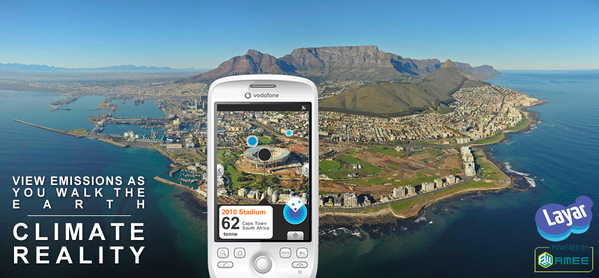 VIEW EMISSIONS AS
YOU WALK THE
EARTH
CLIMATE
REALITY
vodafone
2010 Stadium
62
tonne
Cape Town
South Africa
Layar
POWERED BY
AMEE